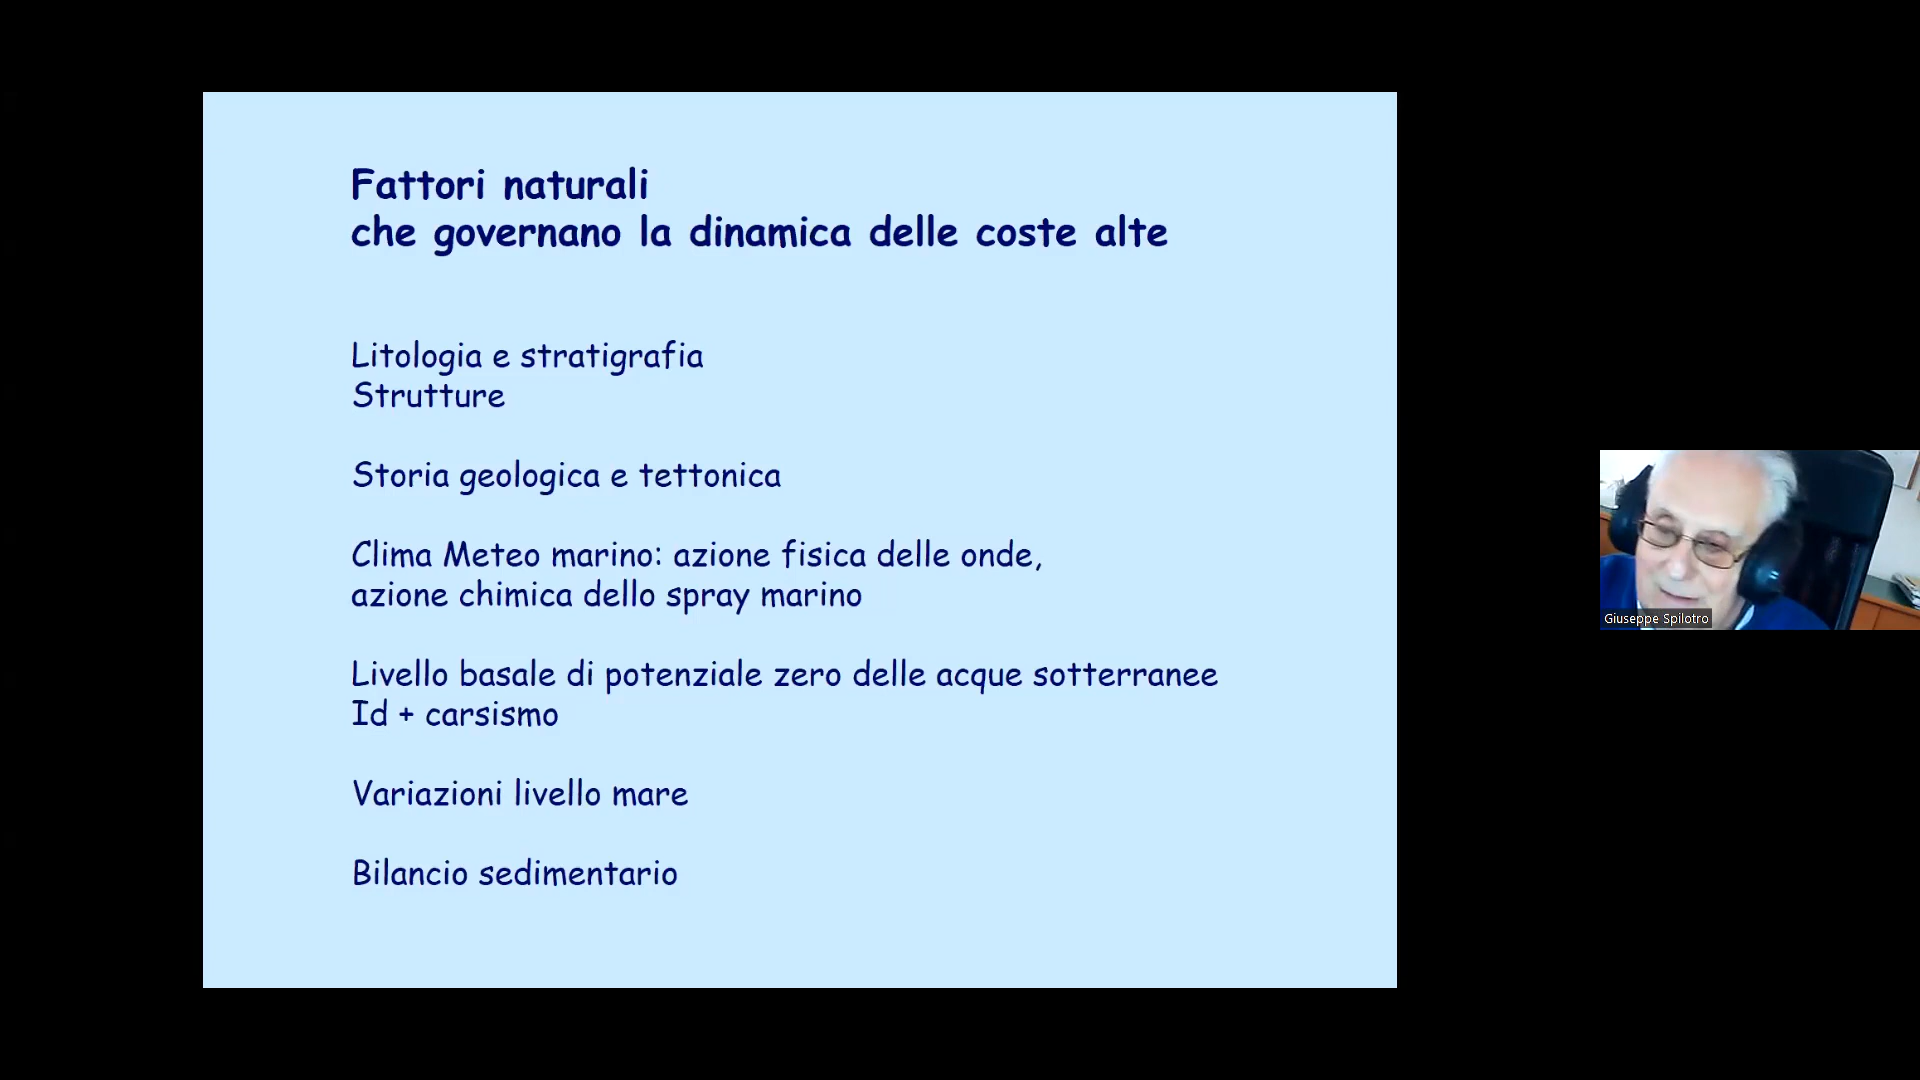 Fattori naturali
che governano la dinamica delle coste alte
Litologia e stratigrafia
Strutture
Storia geologica e tettonica
Clima Meteo marino: azione fisica delle onde,
azione chimica dello spray marino
Livello basale di potenziale zero delle acque sotterranee
Id + carsismo
Variazioni livello mare
Bilancio sedimentario
Giuseppe Spilotro